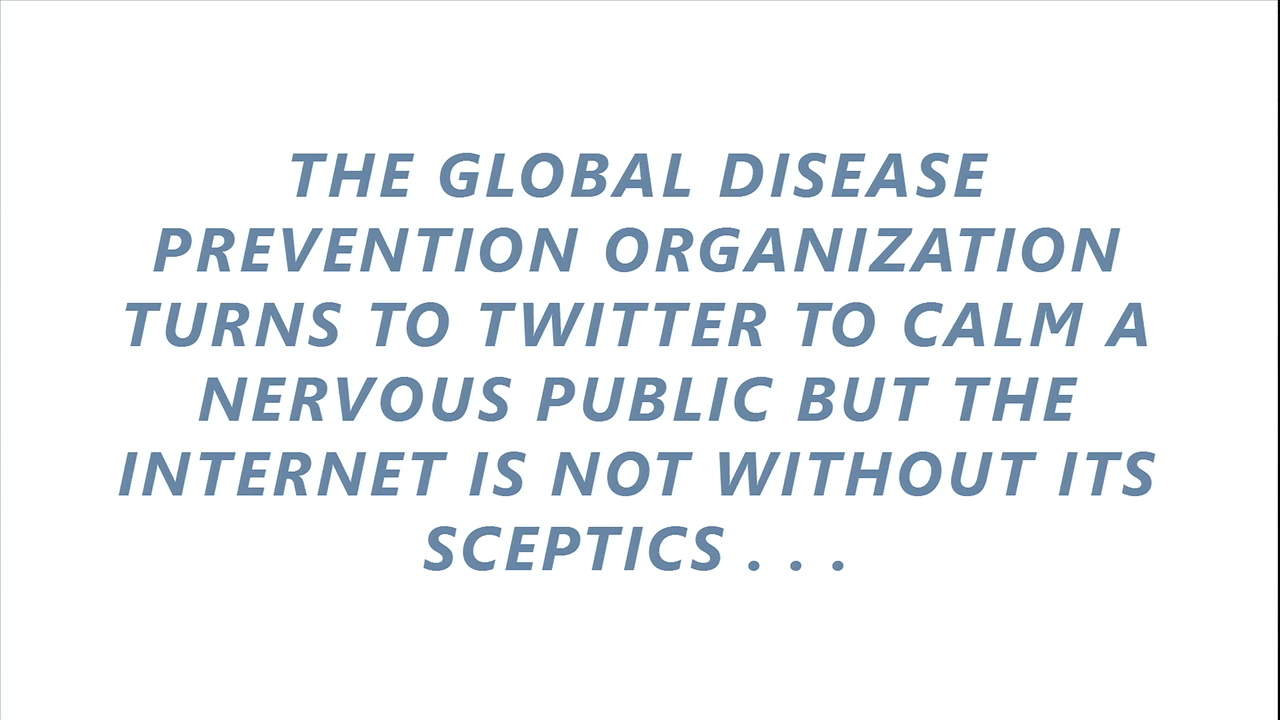 THE GLOBAL DISEASE
PREVENTION ORGANIZATION
TURNS TO TWITTER TO CALM A
NERVOUS PUBLIC BUT THE
INTERNET IS NOT WITHOUT ITS
SCEPTICS . . .